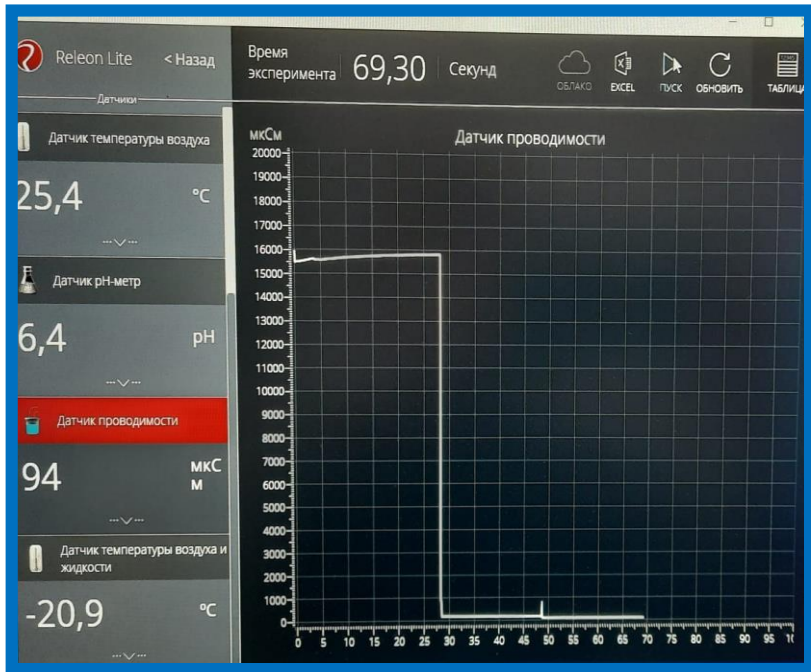 Releon Lite
< Назад
Время
эксперимента 69,30 Секунд
ОБЛАКО EXCEL ПУСК ОБНОВИТЬ ТАБЛИЦА
Датчики
Датчик температуры воздуха
25,4 °C
Датчик pH-метр
6,4 pH
Датчик проводимости
94 мкС
м
Датчик температуры воздуха и
жидкости
-20,9 °C
мкСм
Датчик проводимости
20000
19000
18000
17000
16000
15000
14000
13000
12000
11000
10000
9000
8000
7000
6000
5000
4000
3000
2000
1000
0
0 5 10 15 20 25 30 35 40 45 50 55 60 65 70 75 80 85 90 95